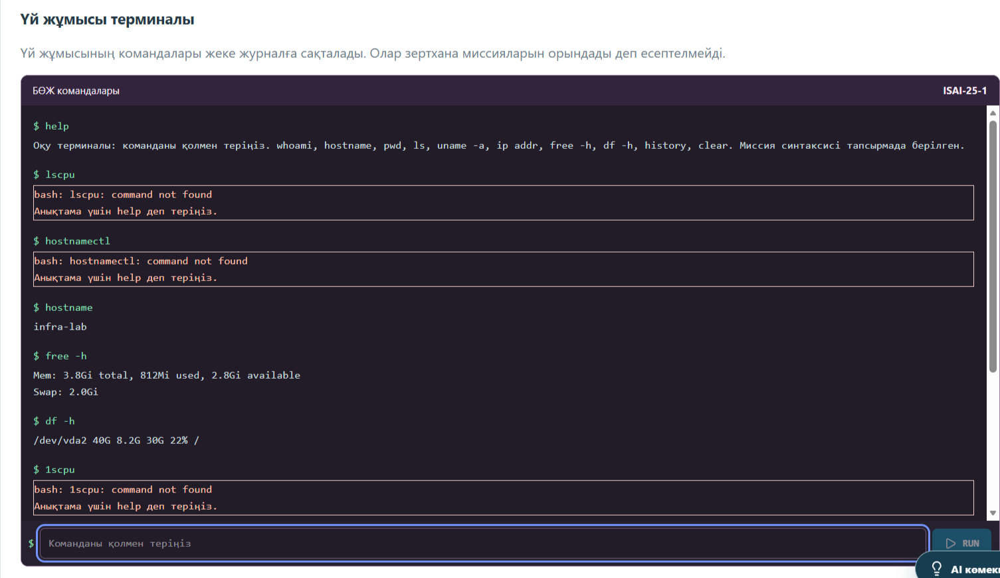 Үй жұмысы терминалы
Үй жұмысының командалары жеке журналға сақталады. Олар зертхана миссияларын орындады деп есептелмейді.
БӨЖ командалары
ISAI-25-1
$ help
Оқу терминалы: команданы қолмен теріңіз. whoami, hostname, pwd, ls, uname -a, ip addr, free -h, df -h, history, clear. Миссия синтаксисі тапсырмада берілген.
$ lscpu
bash: lscpu: command not found
Анықтама үшін help деп теріңіз.
$ hostnamectl
bash: hostnamectl: command not found
Анықтама үшін help деп теріңіз.
$ hostname
infra-lab
$ free -h
Mem: 3.8Gi total, 812Mi used, 2.8Gi available
Swap: 2.0Gi
$ df -h
/dev/vda2 40G 8.2G 30G 22% /
$ 1scpu
bash: 1scpu: command not found
Анықтама үшін help деп теріңіз.
$ Команданы қолмен теріңіз
RUN
AI көмек